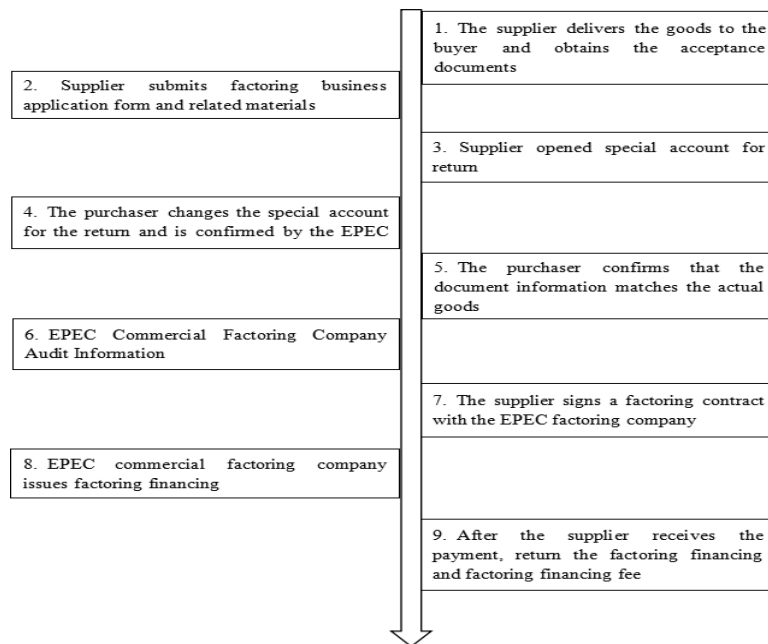 1. The supplier delivers the goods to the
buyer and obtains the acceptance
documents
2. Supplier submits factoring business
application form and related materials
3. Supplier opened special account for
return
4. The purchaser changes the special account
for the return and is confirmed by the EPEC
5. The purchaser confirms that the
document information matches the actual
goods
6. EPEC Commercial Factoring Company
Audit Information
7. The supplier signs a factoring contract
with the EPEC factoring company
8. EPEC commercial factoring company
issues factoring financing
9. After the supplier receives the
payment, return the factoring financing
and factoring financing fee